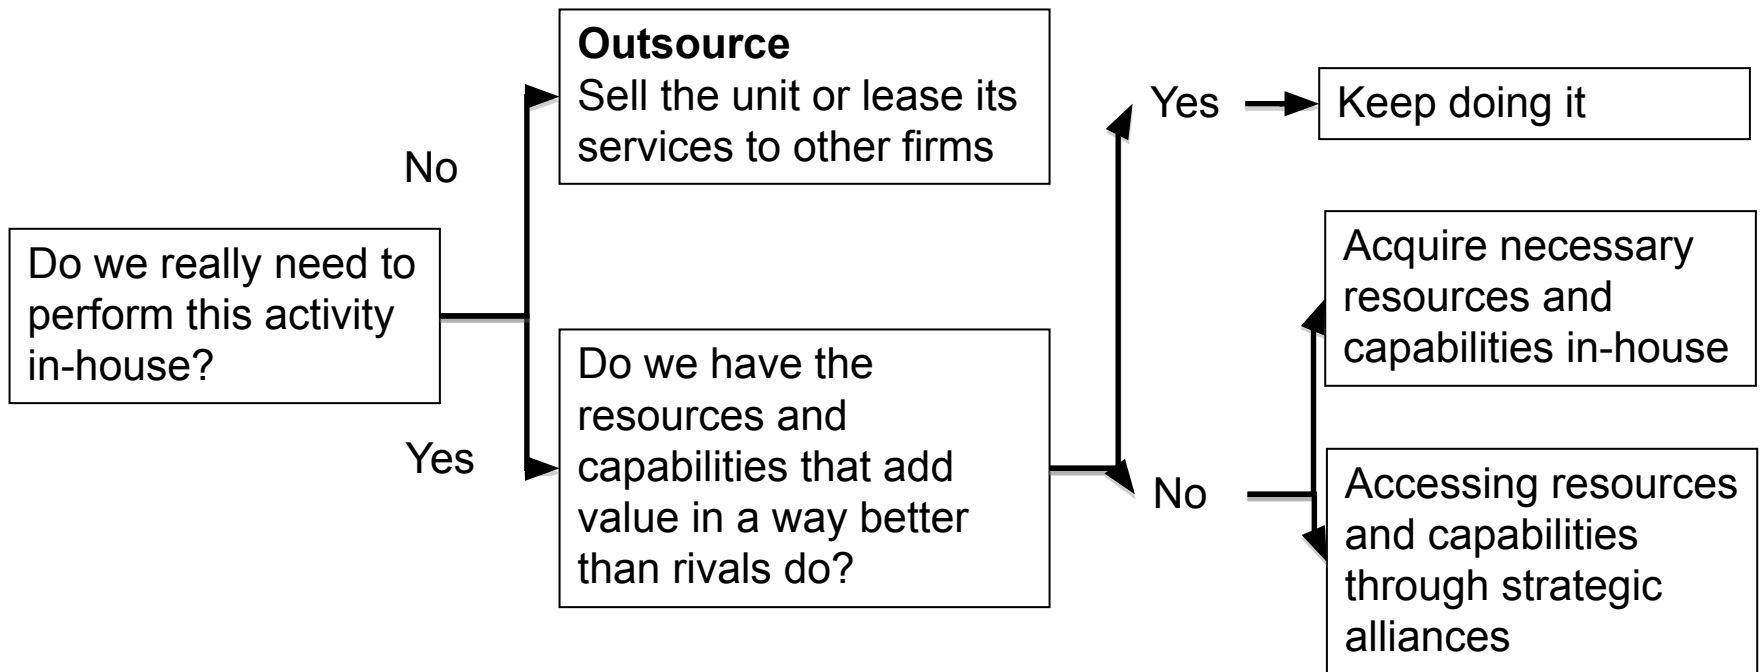 Do we really need to
perform this activity
in-house?
No
Outsource
Sell the unit or lease its
services to other firms
Yes
Do we have the
resources and
capabilities that add
value in a way better
than rivals do?
Yes
Keep doing it
No
Acquire necessary
resources and
capabilities in-house
Accessing resources
and capabilities
through strategic
alliances